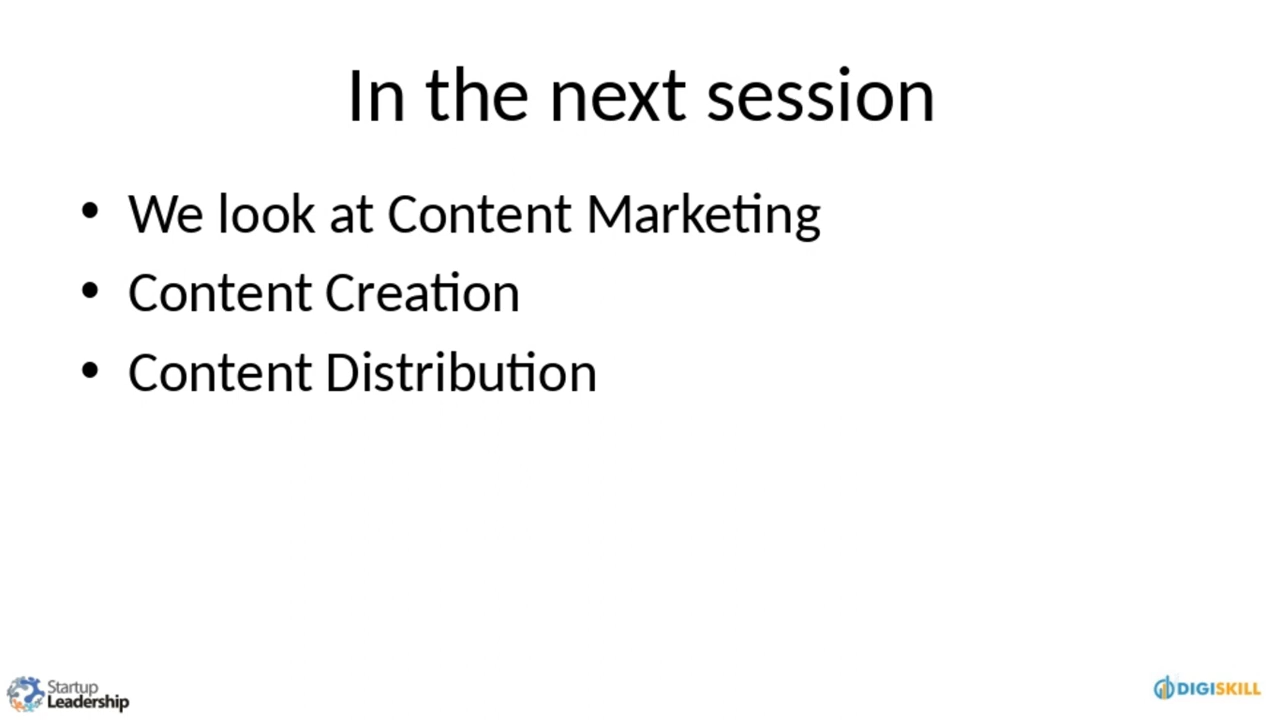 In the next session
• We look at Content Marketing
• Content Creation
• Content Distribution
Startup
Leadership
DIGISKILL